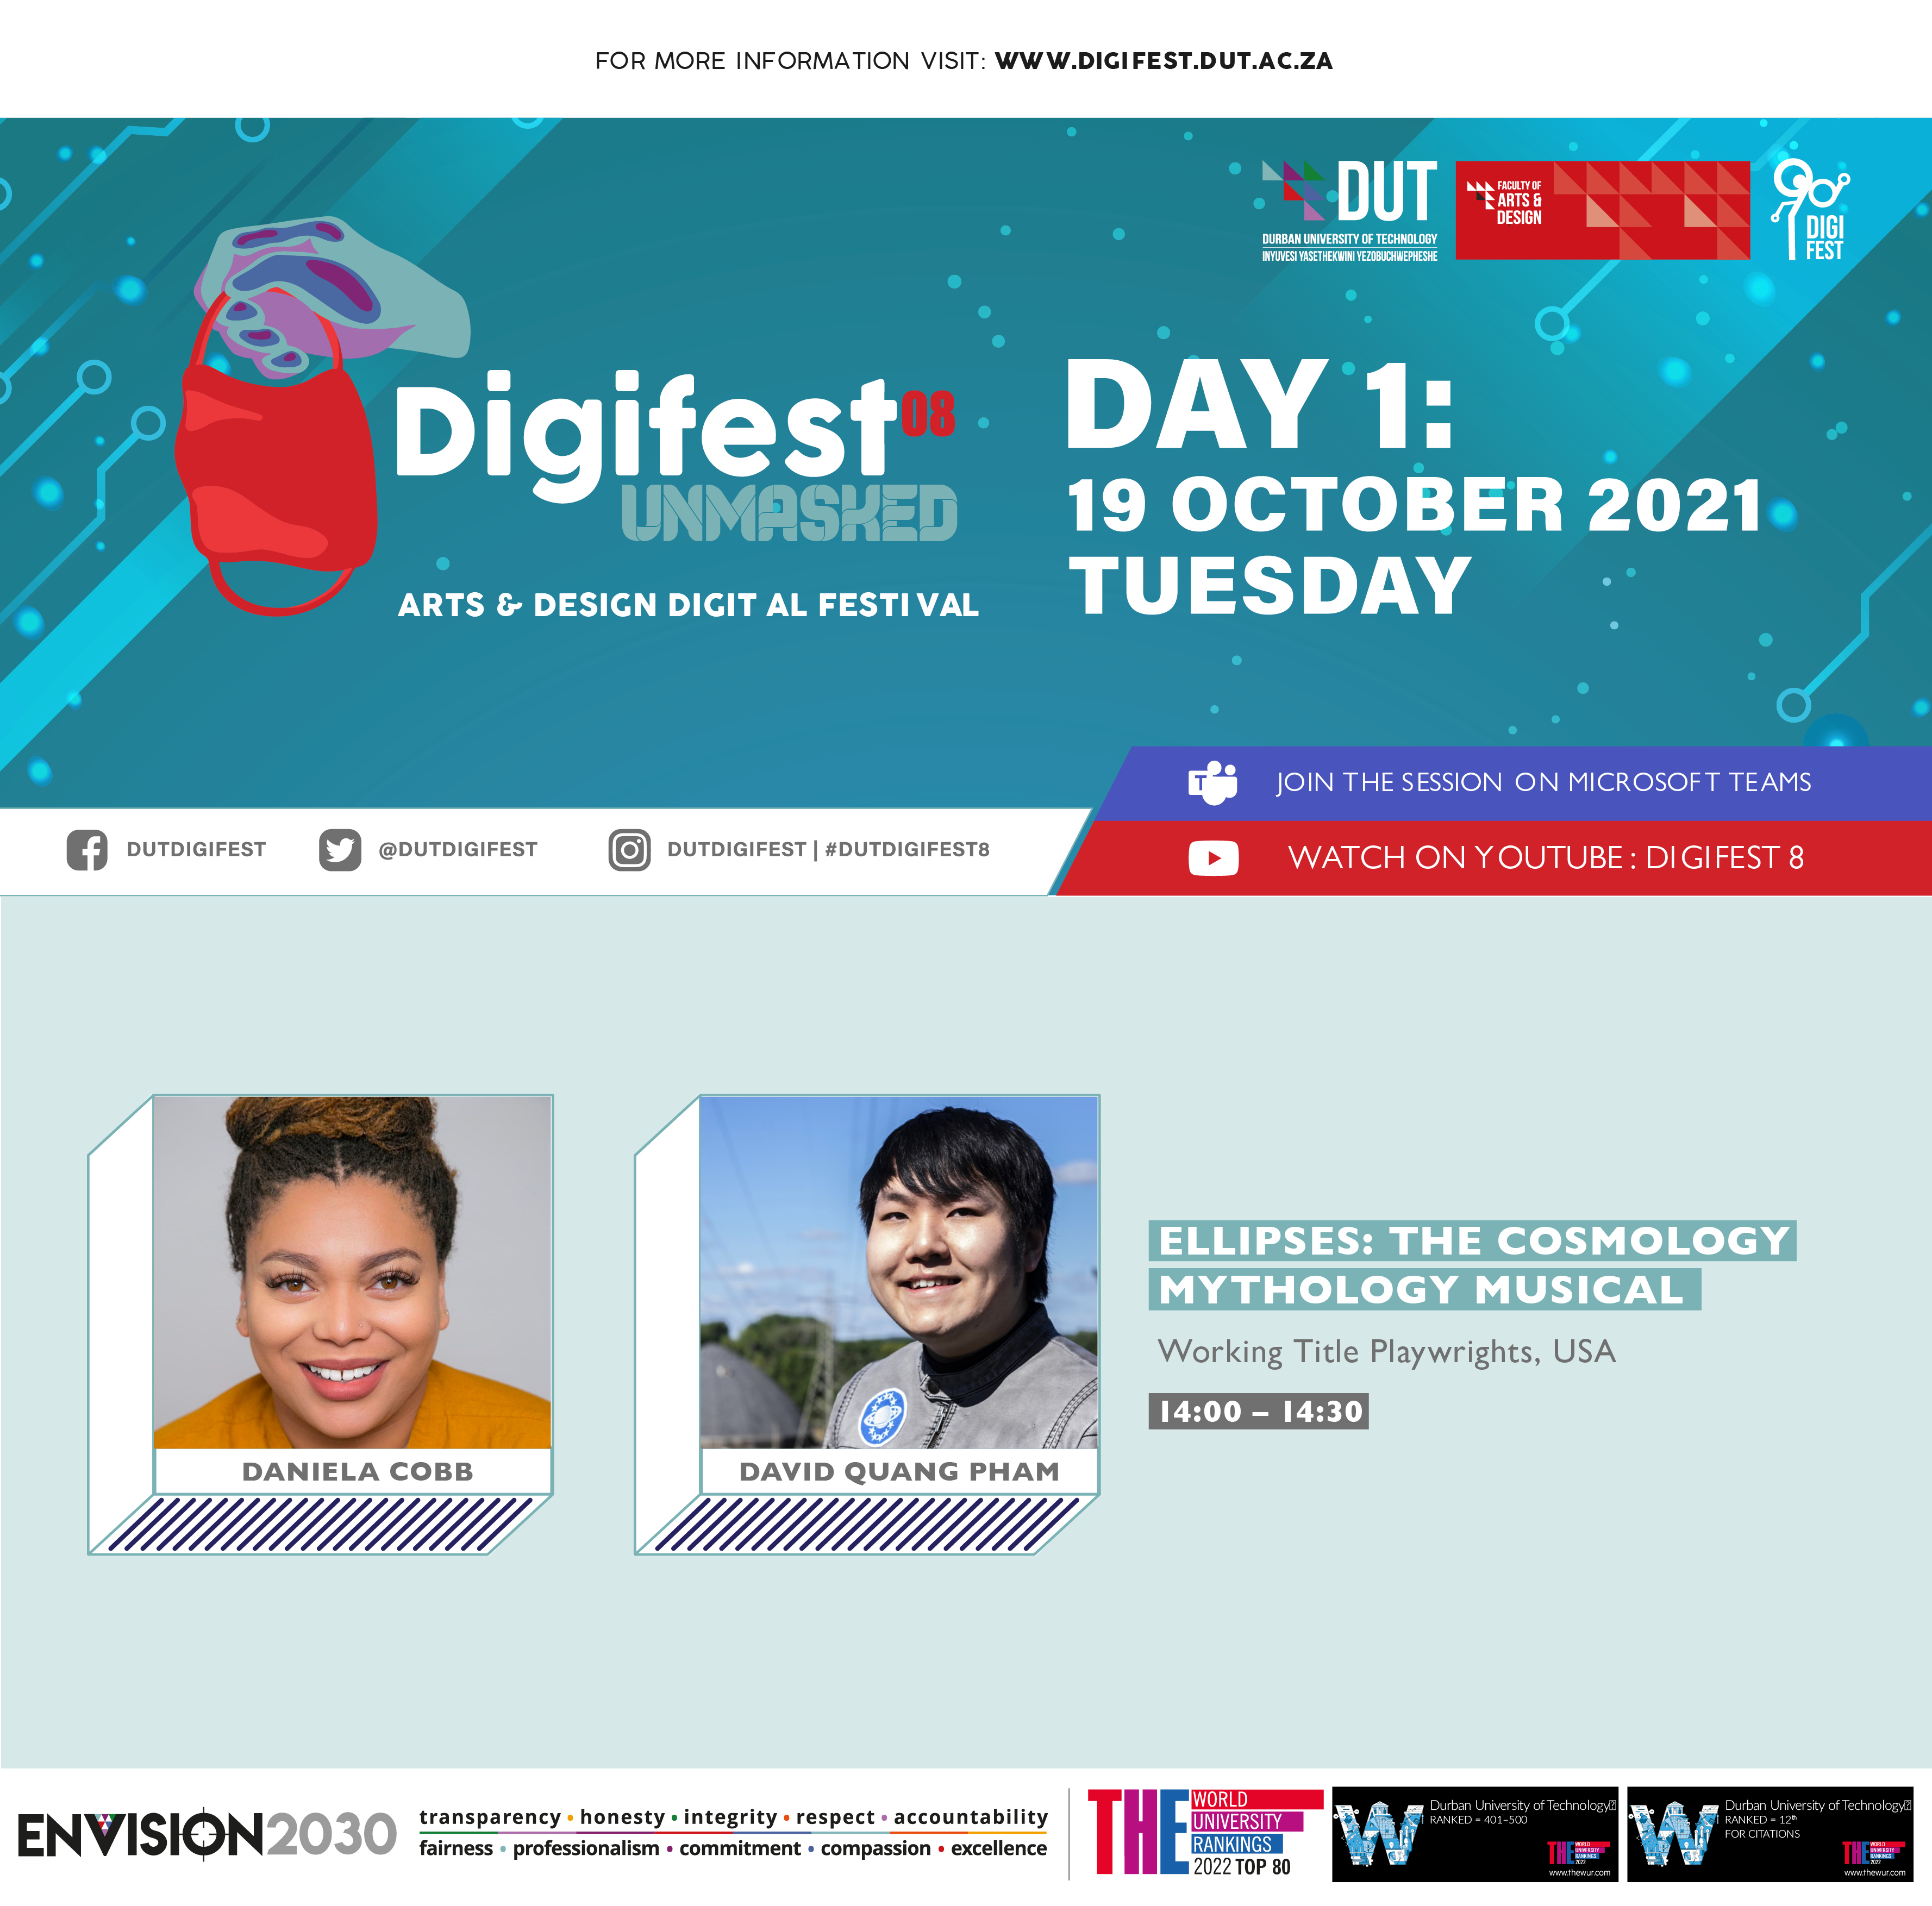 FOR MORE INFORMATION VISIT: WWW.DIGIFEST.DUT.AC.ZA
DUT
DURBAN UNIVERSITY OF TECHNOLOGY
INYUVESI YASETHEKWINI YEZOBUCHWEPHESHE
FACULTY OF
ARTS &
DESIGN
DIGI
FEST
Digifest08
UNMASKED
ARTS & DESIGN DIGITAL FESTIVAL
DAY 1:
19 OCTOBER 2021
TUESDAY
T JOIN THE SESSION ON MICROSOFT TEAMS
WATCH ON YOUTUBE: DIGIFEST 8
DUTDIGIFEST @DUTDIGIFEST DUTDIGIFEST | #DUTDIGIFEST8
DANIELA COBB
DAVID QUANG PHAM
ELLIPSES: THE COSMOLOGY
MYTHOLOGY MUSICAL
Working Title Playwrights, USA
14:00 – 14:30
ENVISION2030
transparency • honesty • integrity • respect • accountability
fairness • professionalism • commitment • compassion • excellence
THE WORLD
UNIVERSITY
RANKINGS
2022 TOP 80
W Durban University of Technology
RANKED = 401–500
THE WORLD
UNIVERSITY
RANKINGS
2022
www.thewur.com
W Durban University of Technology
RANKED = 12th
FOR CITATIONS
THE WORLD
UNIVERSITY
RANKINGS
2022
www.thewur.com